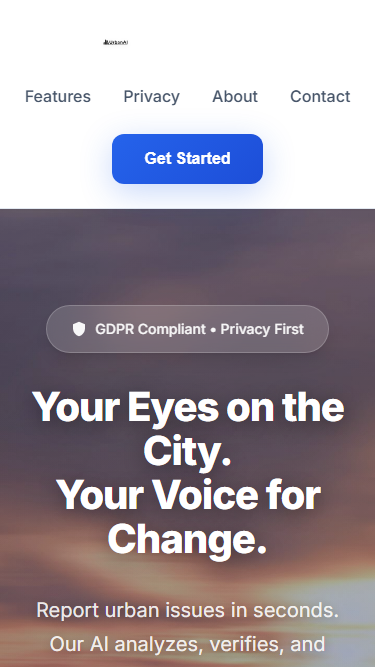 Features Privacy About Contact
Get Started
GDPR Compliant • Privacy First
Your Eyes on the
City.
Your Voice for
Change.
Report urban issues in seconds.
Our AI analyzes, verifies, and